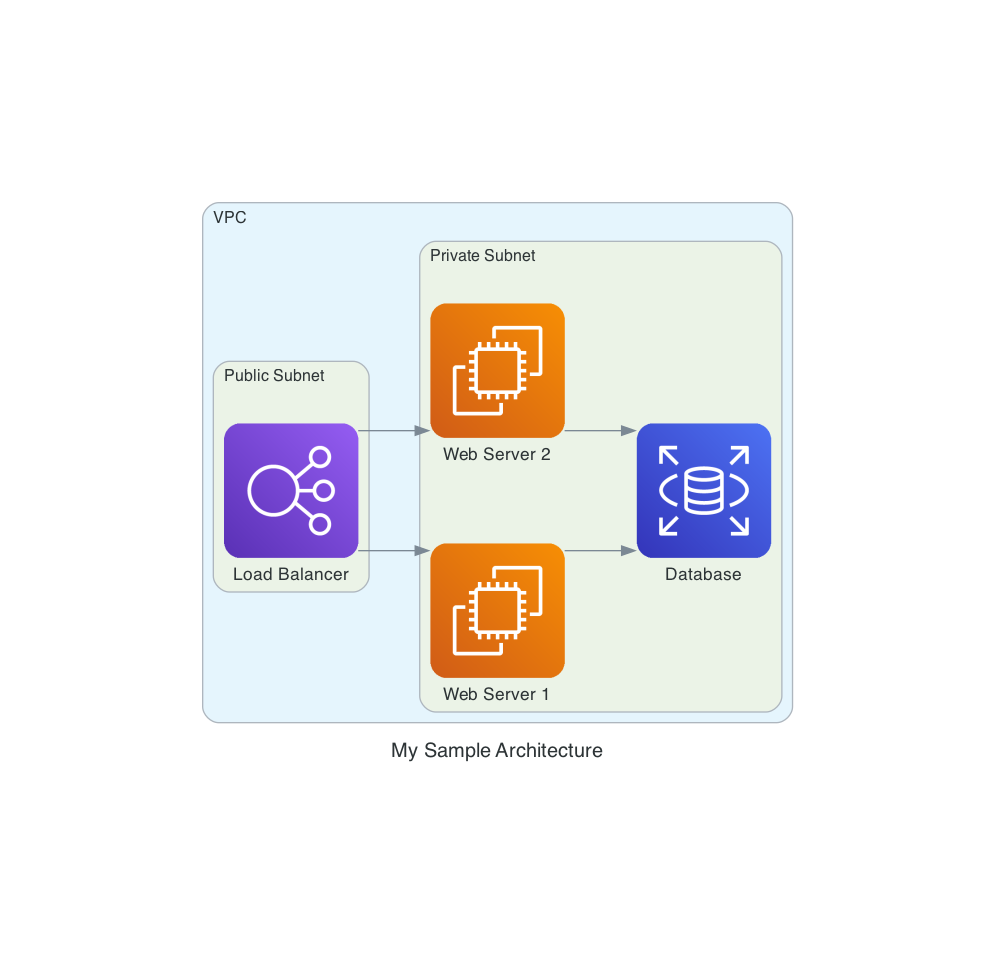 VPC
Private Subnet
Public Subnet
Web Server 2
Load Balancer
Database
Web Server 1
My Sample Architecture